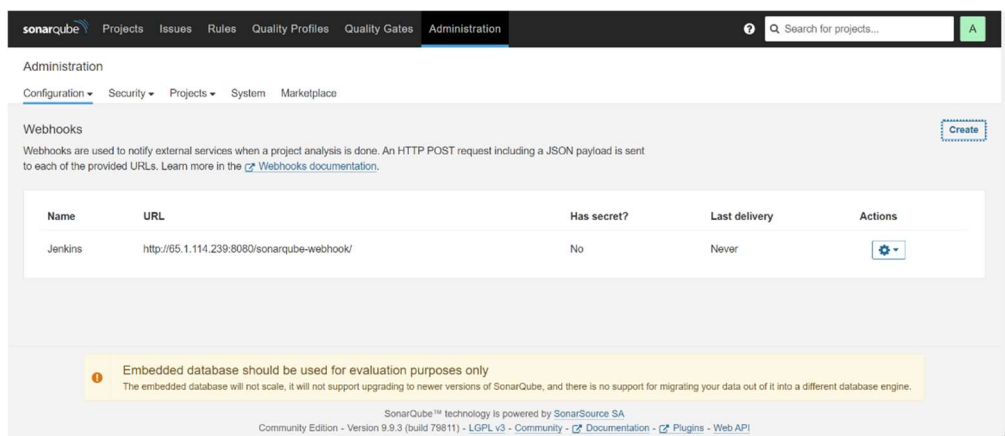 sonarqube Projects Issues Rules Quality Profiles Quality Gates Administration ? Search for projects... A
Administration
Configuration Security Projects System Marketplace
Webhooks
Create
Webhooks are used to notify external services when a project analysis is done. An HTTP POST request including a JSON payload is sent
to each of the provided URLs. Learn more in the Webhooks documentation.
Name URL Has secret? Last delivery Actions
Jenkins http://65.1.114.239:8080/sonarqube-webhook/ No Never
Embedded database should be used for evaluation purposes only
The embedded database will not scale, it will not support upgrading to newer versions of SonarQube, and there is no support for migrating your data out of it into a different database engine.
SonarQube™ technology is powered by SonarSource SA
Community Edition - Version 9.9.3 (build 79811) - LGPL v3 - Community - Documentation - Plugins - Web API